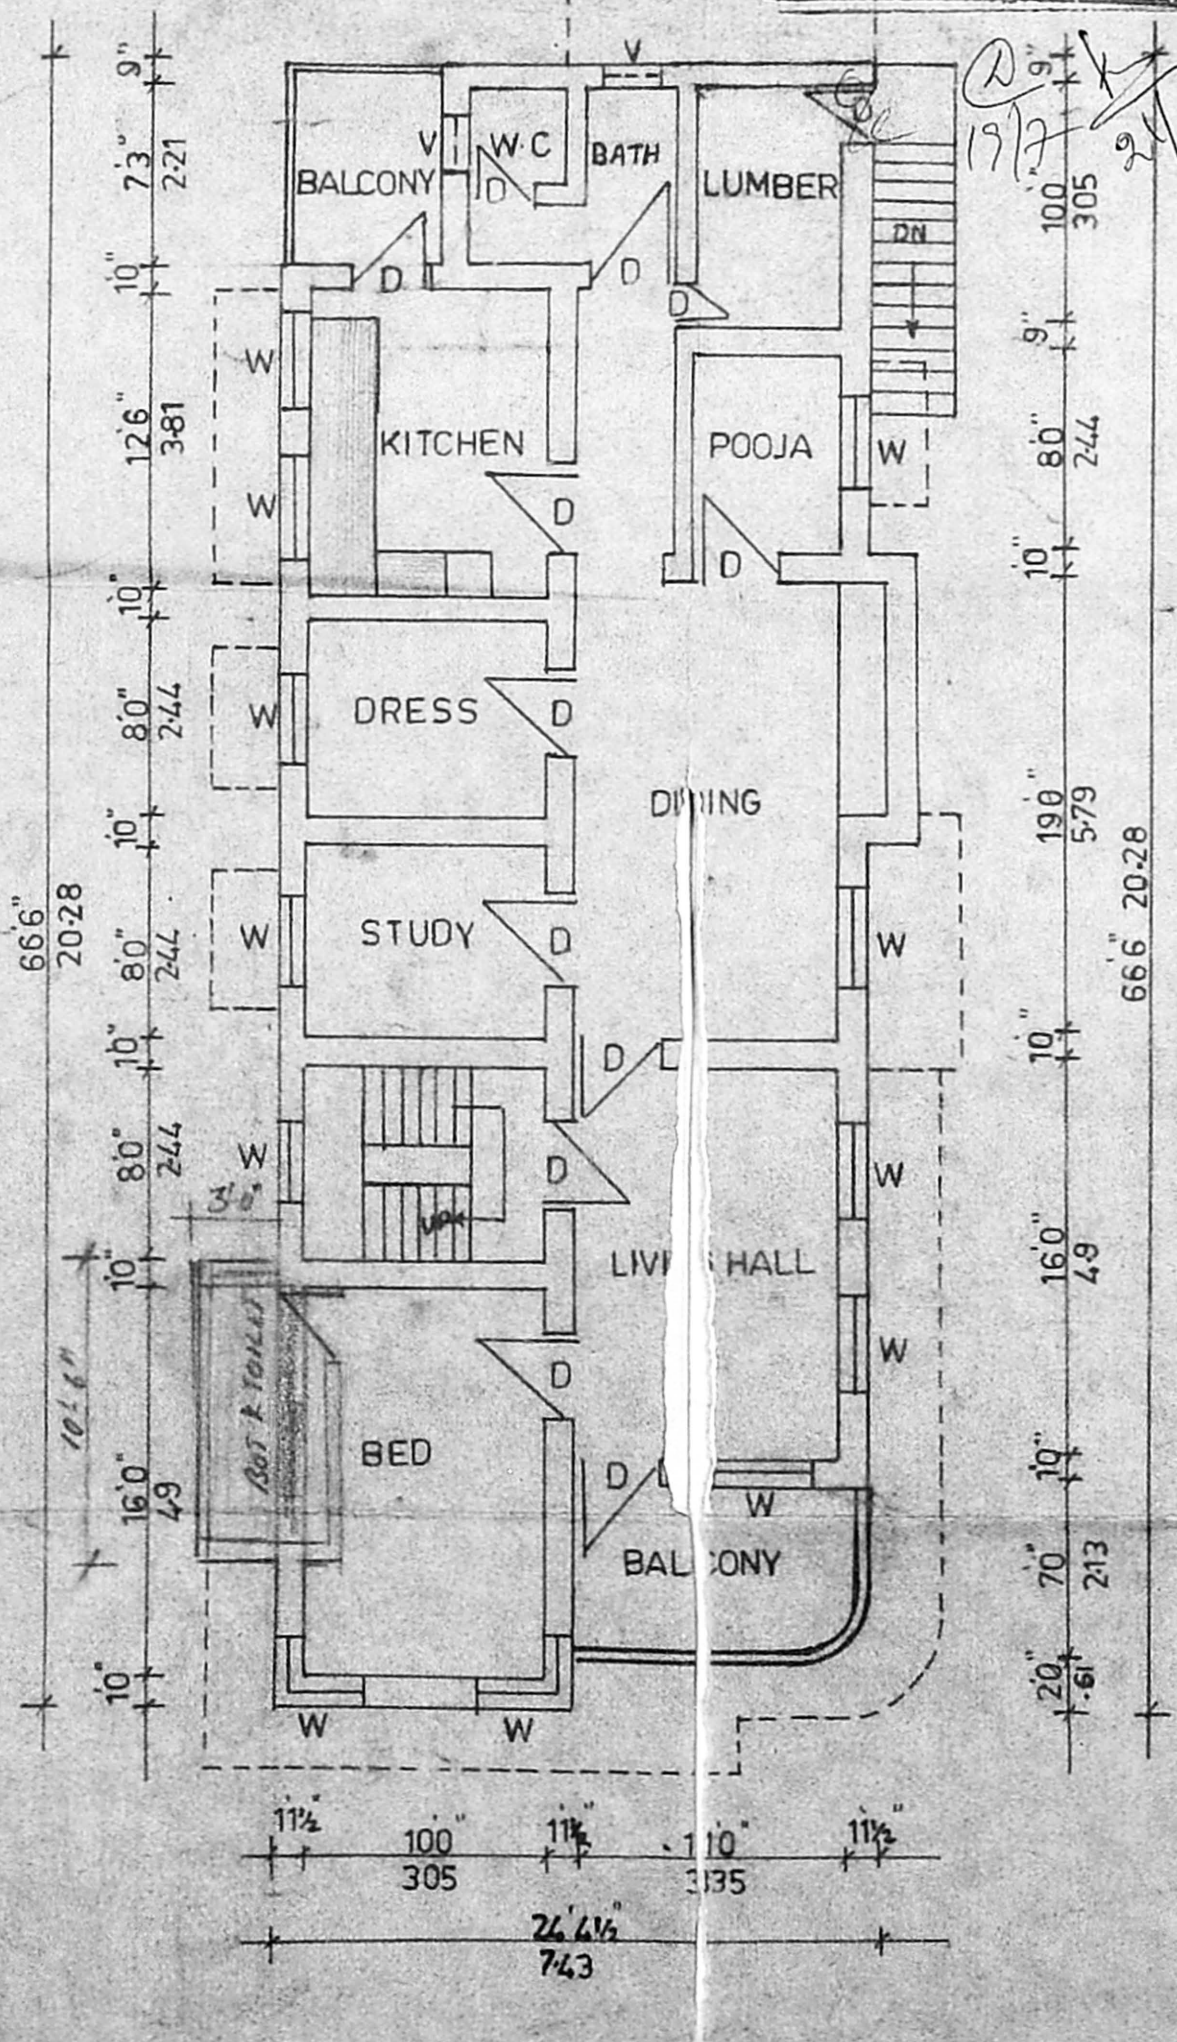 V
9"
9"
D
19/7
7'3"
2·21
V
W·C
BATH
BALCONY
D
LUMBER
10'0"
305
DN
10"
D
D
D
9"
W
12'6"
3·81
KITCHEN
POOJA
W
8'0"
2·44
W
D
D
10"
10"
W
8'0"
2·44
DRESS
D
DINING
19'0"
5·79
10"
66'6"
20·28
66'6" 20·28
W
8'0"
2·44
STUDY
D
W
10"
D
10"
W
8'0"
2·44
D
W
3'-0"
UP
10"
LIVING HALL
16'0"
4·9
BOT & TOILET
W
D
10'-6"
BED
16'0"
4·9
D
10"
W
BALCONY
7'0"
2·13
10"
2'0"
·61
W
W
11½"
10'0"
11½"
11'0"
11½"
305
335
24'4½"
7·43